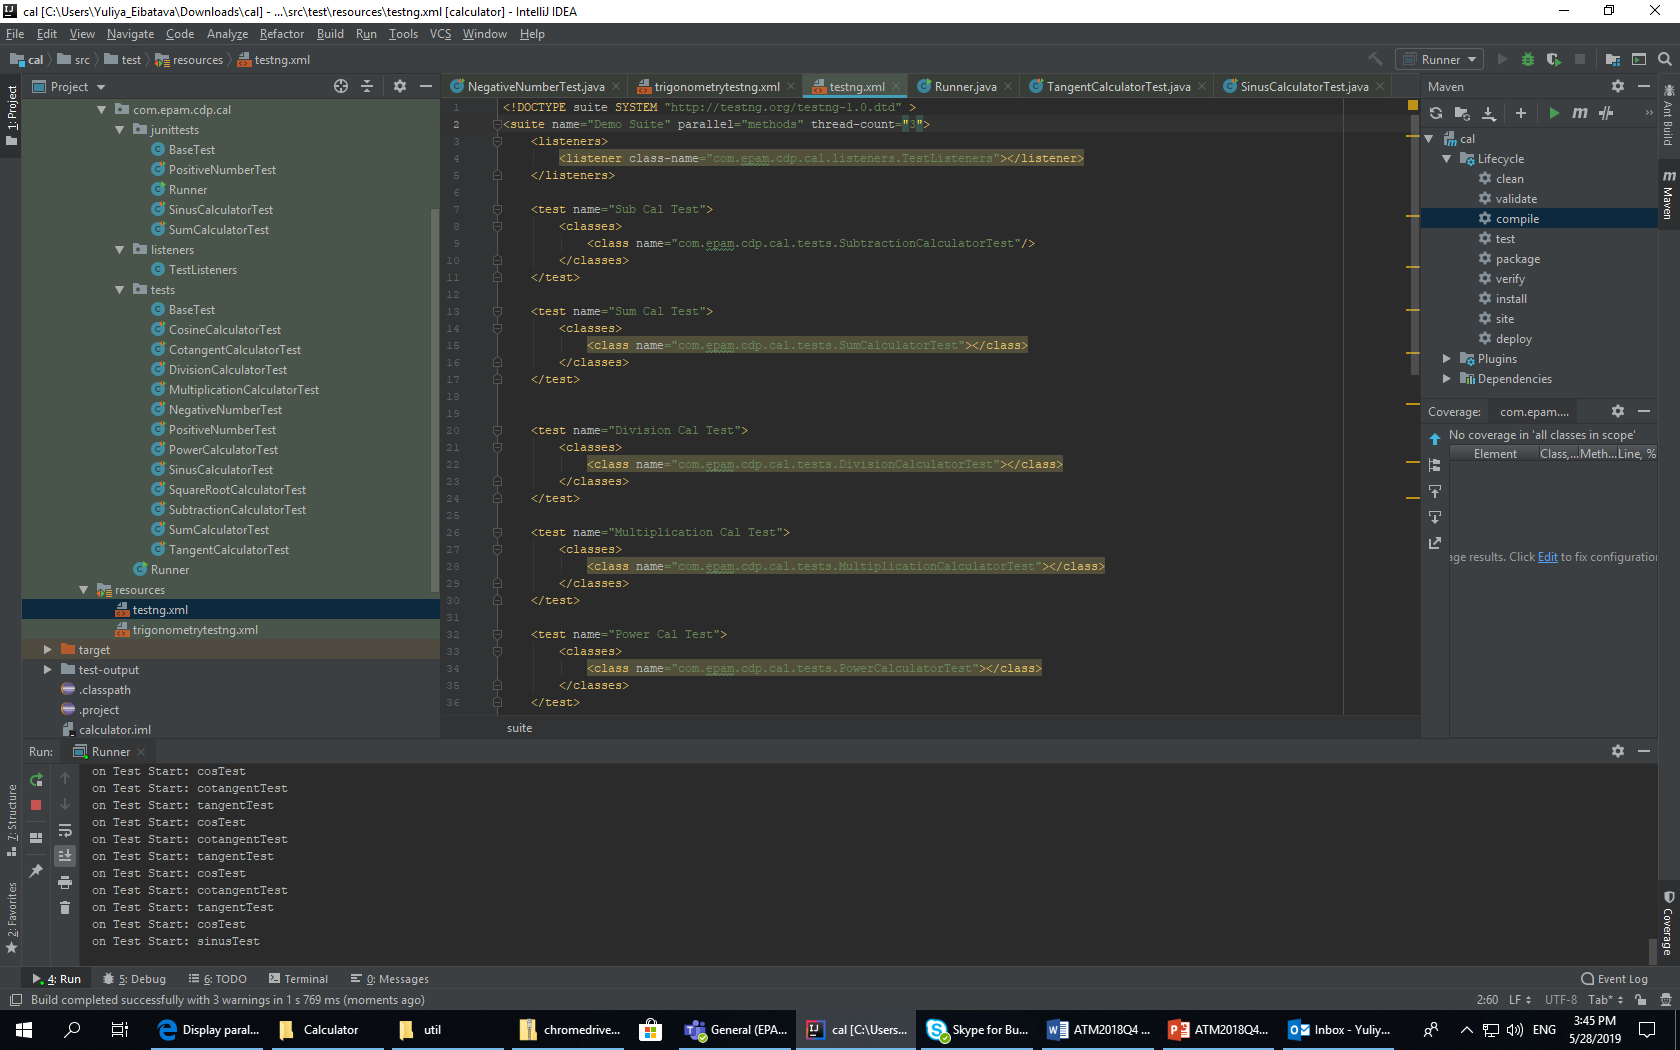 cal [C:\Users\Yuliya_Eibatava\Downloads\cal] - ...\src\test\resources\testng.xml [calculator] - IntelliJ IDEA
File Edit View Navigate Code Analyze Refactor Build Run Tools VCS Window Help
cal src test resources testng.xml
Runner
1: Project
Project
com.epam.cdp.cal
junittests
BaseTest
PositiveNumberTest
Runner
SinusCalculatorTest
SumCalculatorTest
listeners
TestListeners
tests
BaseTest
CosineCalculatorTest
CotangentCalculatorTest
DivisionCalculatorTest
MultiplicationCalculatorTest
NegativeNumberTest
PositiveNumberTest
PowerCalculatorTest
SinusCalculatorTest
SquareRootCalculatorTest
SubtractionCalculatorTest
SumCalculatorTest
TangentCalculatorTest
Runner
resources
testng.xml
trigonometrytestng.xml
target
test-output
.classpath
.project
calculator.iml
NegativeNumberTest.java trigonometrytestng.xml testng.xml Runner.java TangentCalculatorTest.java SinusCalculatorTest.java
1 <!DOCTYPE suite SYSTEM "http://testng.org/testng-1.0.dtd" >
2 <suite name="Demo Suite" parallel="methods" thread-count="3">
3 <listeners>
4 <listener class-name="com.epam.cdp.cal.listeners.TestListeners"></listener>
5 </listeners>
6
7 <test name="Sub Cal Test">
8 <classes>
9 <class name="com.epam.cdp.cal.tests.SubtractionCalculatorTest"/>
10 </classes>
11 </test>
12
13 <test name="Sum Cal Test">
14 <classes>
15 <class name="com.epam.cdp.cal.tests.SumCalculatorTest"></class>
16 </classes>
17 </test>
18
19
20 <test name="Division Cal Test">
21 <classes>
22 <class name="com.epam.cdp.cal.tests.DivisionCalculatorTest"></class>
23 </classes>
24 </test>
25
26 <test name="Multiplication Cal Test">
27 <classes>
28 <class name="com.epam.cdp.cal.tests.MultiplicationCalculatorTest"></class>
29 </classes>
30 </test>
31
32 <test name="Power Cal Test">
33 <classes>
34 <class name="com.epam.cdp.cal.tests.PowerCalculatorTest"></class>
35 </classes>
36 </test>
suite
Maven
cal
Lifecycle
clean
validate
compile
test
package
verify
install
site
deploy
Plugins
Dependencies
Coverage: com.epam....
No coverage in 'all classes in scope'
Element Class,... Meth... Line, %
age results. Click Edit to fix configuration
Ant Build
Maven
Coverage
Run: Runner
on Test Start: cosTest
on Test Start: cotangentTest
on Test Start: tangentTest
on Test Start: cosTest
on Test Start: cotangentTest
on Test Start: tangentTest
on Test Start: cosTest
on Test Start: cotangentTest
on Test Start: tangentTest
on Test Start: cosTest
on Test Start: sinusTest
7: Structure
2: Favorites
4: Run 5: Debug 6: TODO Terminal 0: Messages Event Log
Build completed successfully with 3 warnings in 1 s 769 ms (moments ago) 2:60 LF UTF-8 Tab*
Display paral... Calculator util chromedrive... General (EPA... cal [C:\Users... Skype for Bu... ATM2018Q4 ... ATM2018Q4... Inbox - Yuliy... ENG 3:45 PM
5/28/2019